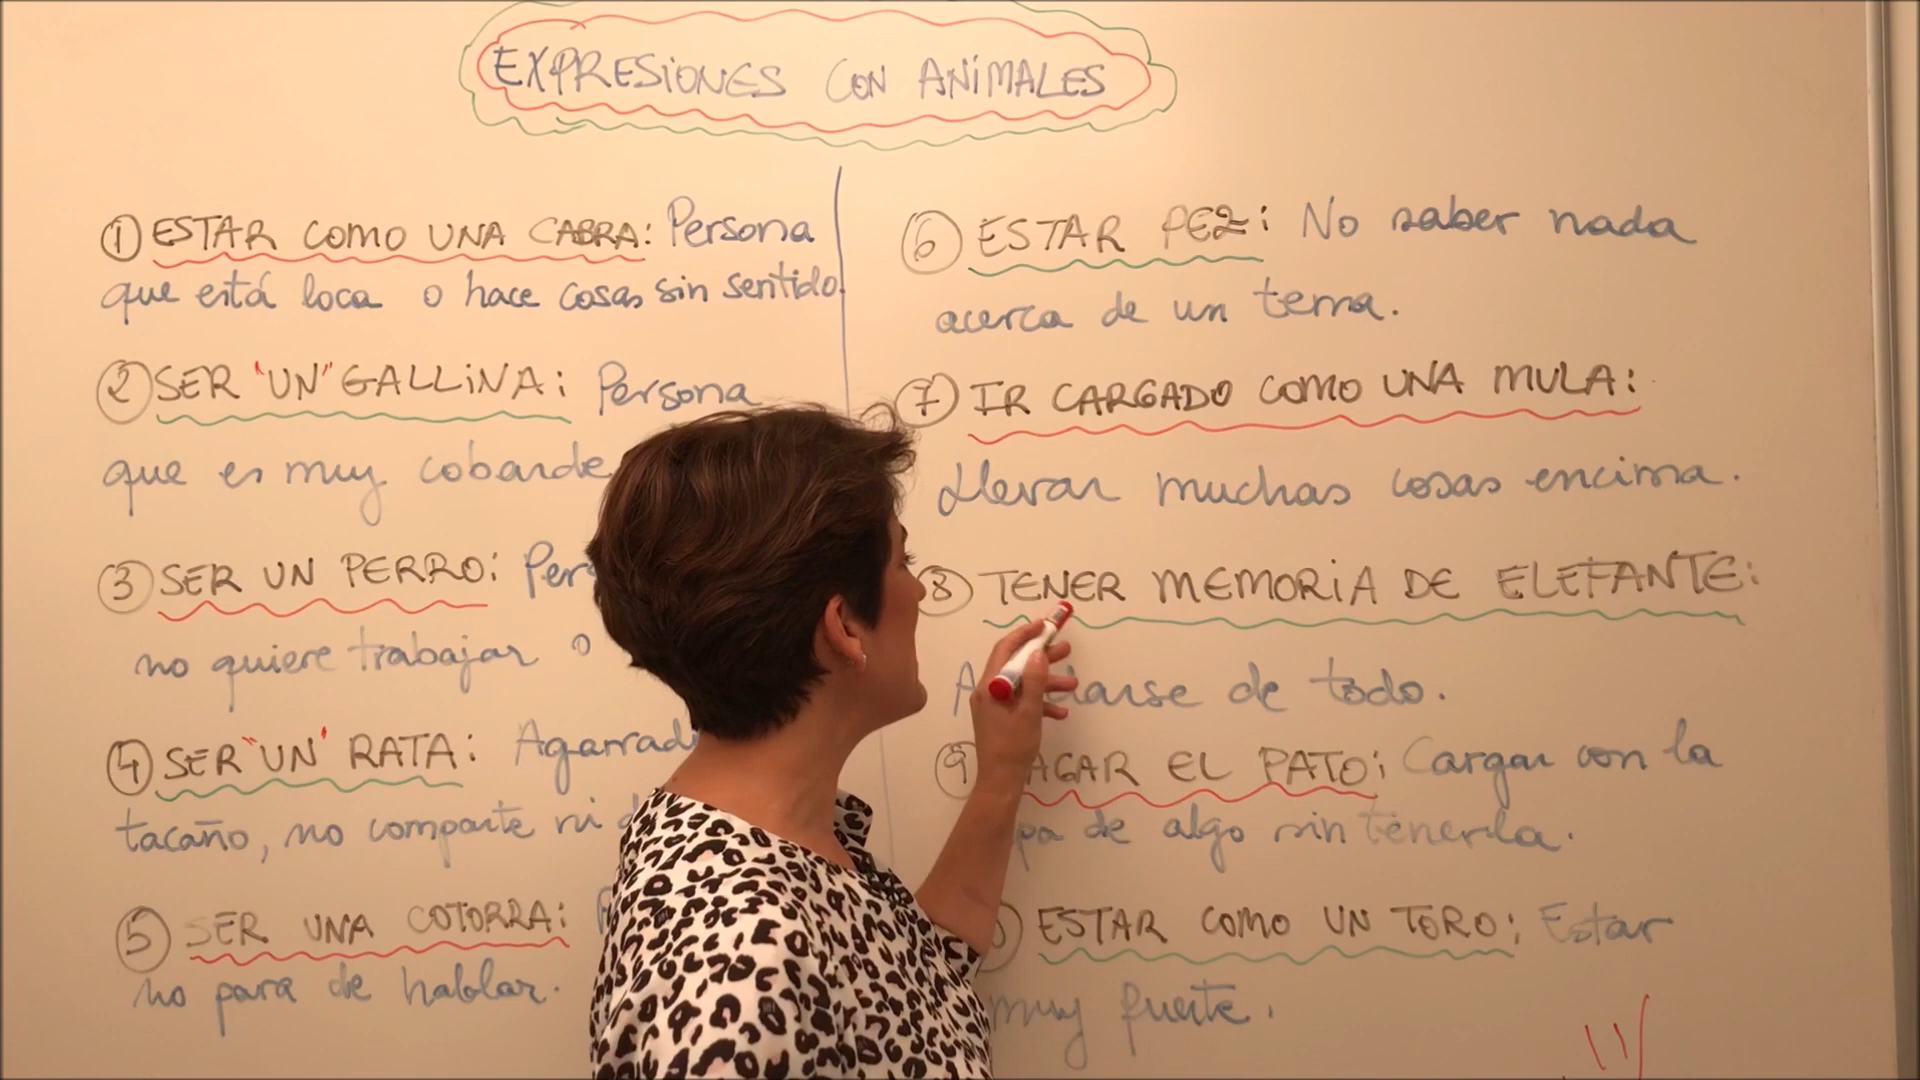 EXPRESIONES CON ANIMALES
① ESTAR COMO UNA CABRA: Persona
que está loca o hace cosas sin sentido.
② SER "UN" GALLINA: Persona
que es muy cobarde
③ SER UN PERRO:
no quiere trabajar o
④ SER "UN" RATA:
tacaño, no comparte ni
⑤ SER UNA COTORRA:
no para de hablar.
⑥ ESTAR PEZ: No saber nada
acerca de un tema.
⑦ IR CARGADO COMO UNA MULA:
Llevar muchas cosas encima.
⑧ TENER MEMORIA DE ELEFANTE:
de todo.
⑨ EL PATO: Cargar con la
de algo sin tenerla.
ESTAR COMO UN TORO: Estar
muy fuerte.